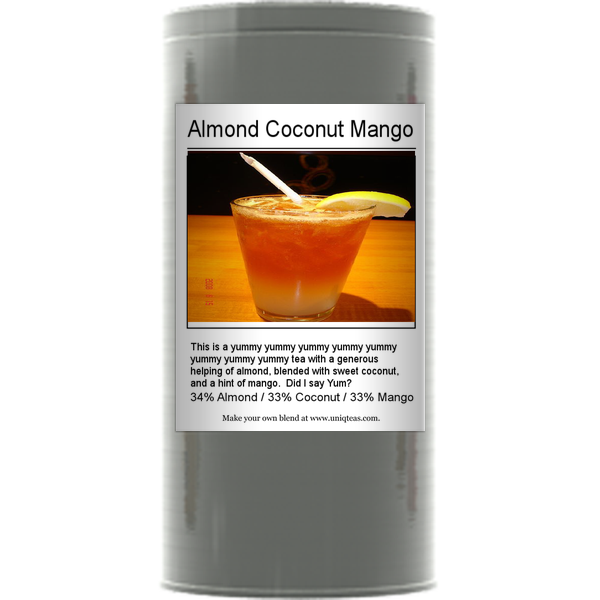 Almond Coconut Mango
This is a yummy yummy yummy yummy yummy
yummy yummy yummy tea with a generous
helping of almond, blended with sweet coconut,
and a hint of mango.  Did I say Yum?
34% Almond / 33% Coconut / 33% Mango
Make your own blend at www.uniqteas.com.